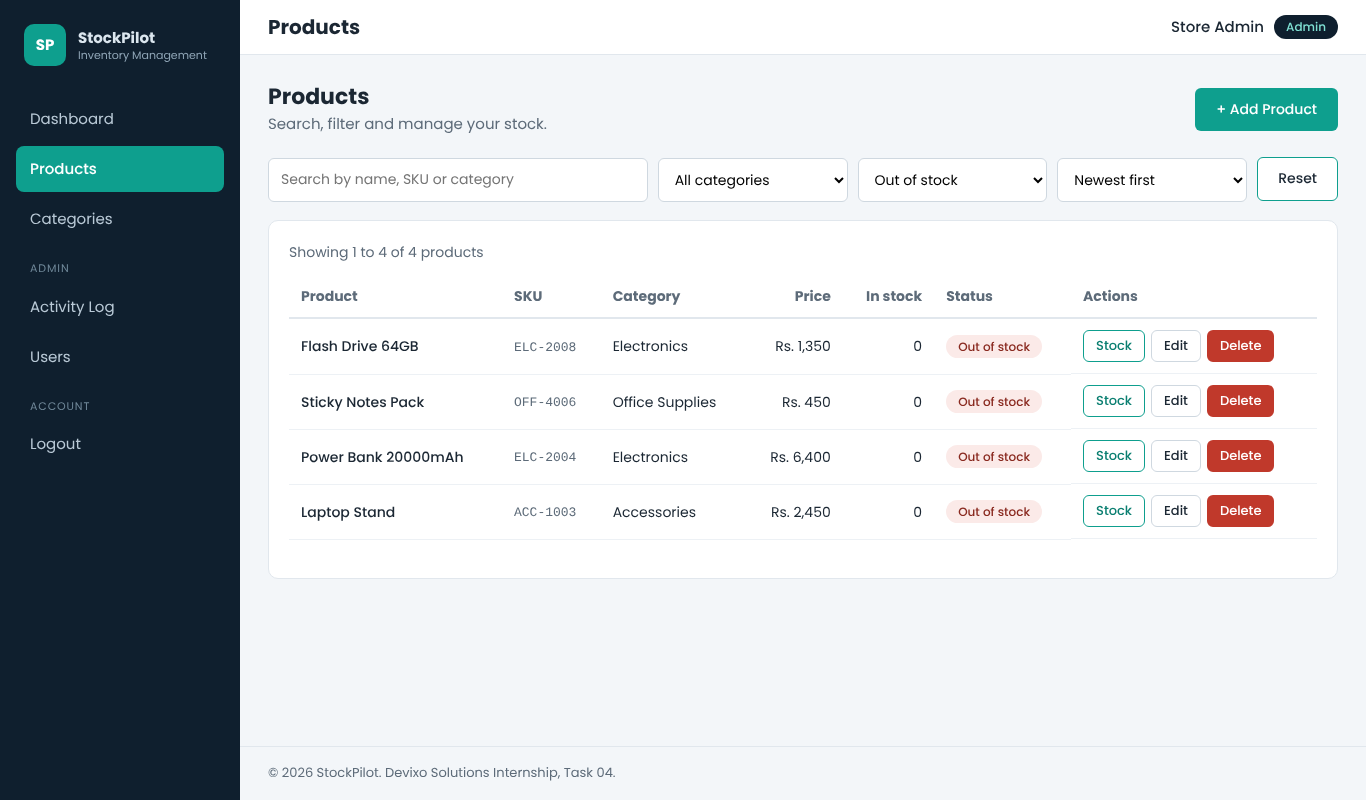 SP
StockPilot
Inventory Management
Dashboard
Products
Categories
ADMIN
Activity Log
Users
ACCOUNT
Logout
Products
Store Admin Admin
Products
Search, filter and manage your stock.
+ Add Product
Search by name, SKU or category All categories Out of stock Newest first Reset
Showing 1 to 4 of 4 products
Product SKU Category Price In stock Status Actions
Flash Drive 64GB ELC-2008 Electronics Rs. 1,350 0 Out of stock Stock Edit Delete
Sticky Notes Pack OFF-4006 Office Supplies Rs. 450 0 Out of stock Stock Edit Delete
Power Bank 20000mAh ELC-2004 Electronics Rs. 6,400 0 Out of stock Stock Edit Delete
Laptop Stand ACC-1003 Accessories Rs. 2,450 0 Out of stock Stock Edit Delete
© 2026 StockPilot. Devixo Solutions Internship, Task 04.